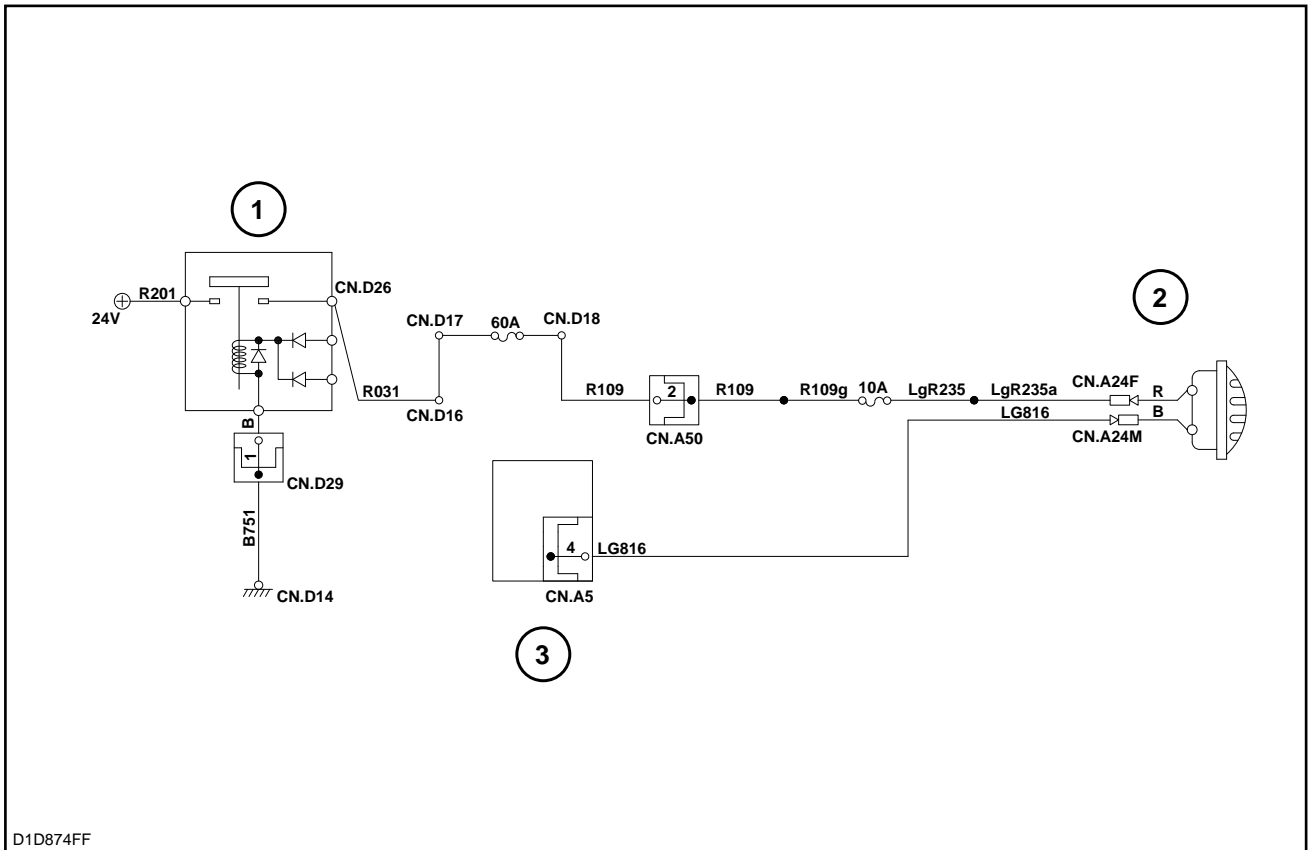 1
2
R201
24V
CN.D26
CN.D17
60A
CN.D18
R031
CN.D16
R109
2
R109
R109g
10A
LgR235
LgR235a
CN.A24F
R
LG816
B
CN.A24M
CN.A50
B
1
CN.D29
B751
CN.D14
4
LG816
CN.A5
3
D1D874FF